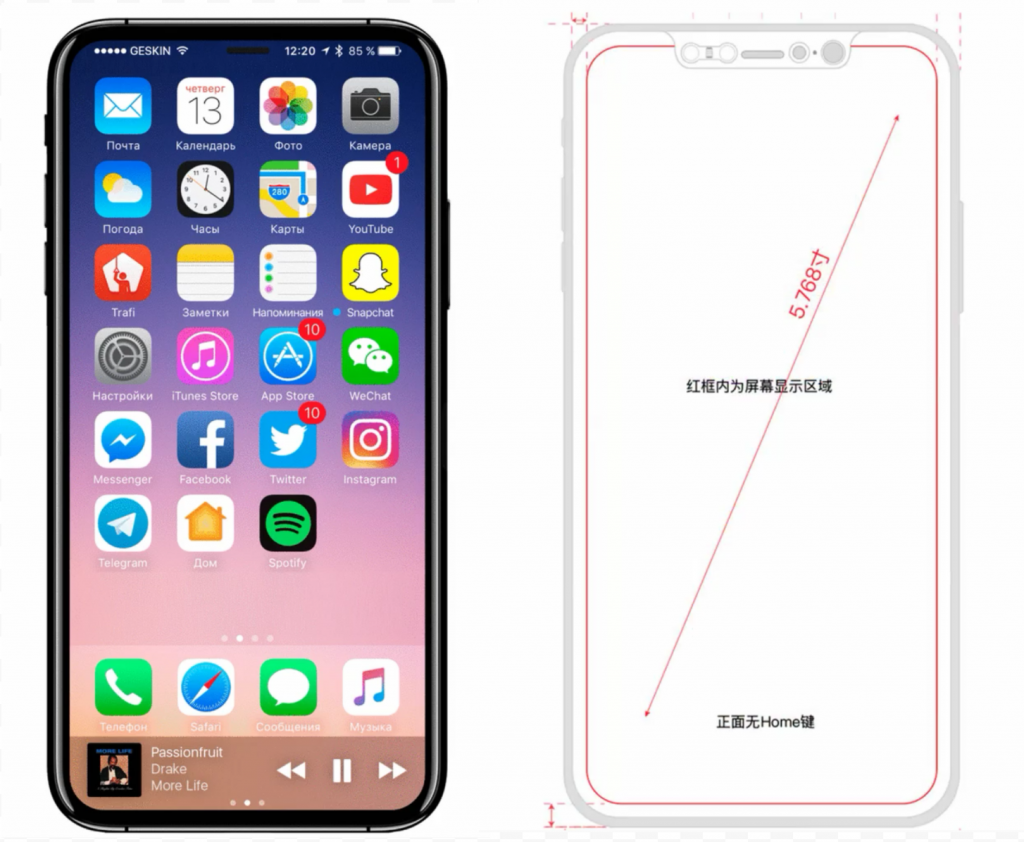 GESKIN
12:20
85 %
четверг
13
Почта
Календарь
Фото
Камера
280
1
Погода
Часы
Карты
YouTube
Trafi
Заметки
Напоминания
Snapchat
10
Настройки
iTunes Store
App Store
WeChat
10
Messenger
Facebook
Twitter
Instagram
Telegram
Дом
Spotify
Телефон
Safari
Сообщения
Музыка
MORE LIFE
Passionfruit
Drake
More Life
5.768寸
红框内为屏幕显示区域
正面无Home键